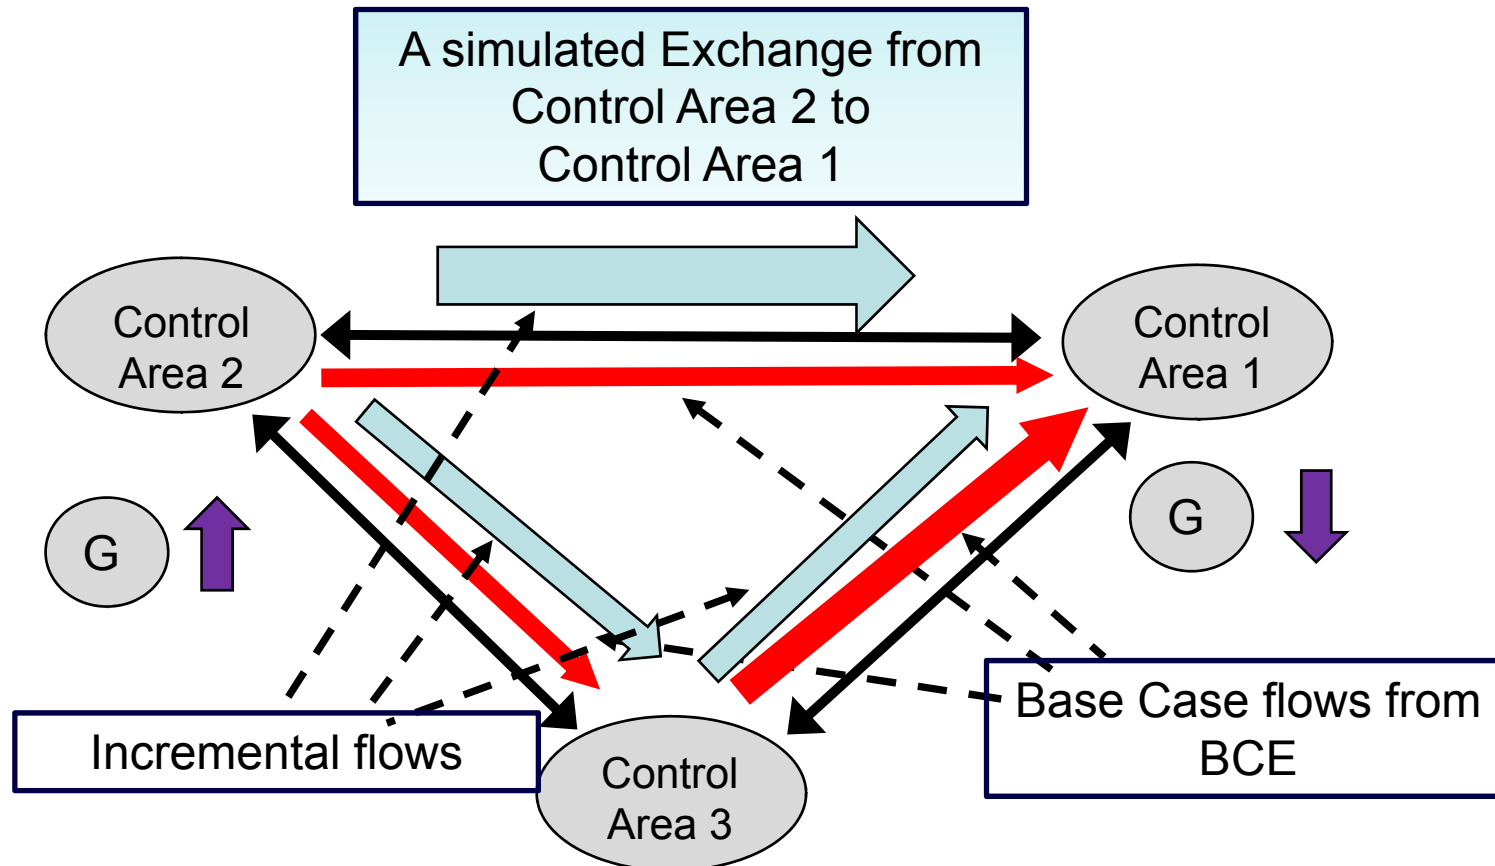 A simulated Exchange from
Control Area 2 to
Control Area 1
Control
Area 2
Control
Area 1
G
G
Incremental flows
Control
Area 3
Base Case flows from
BCE